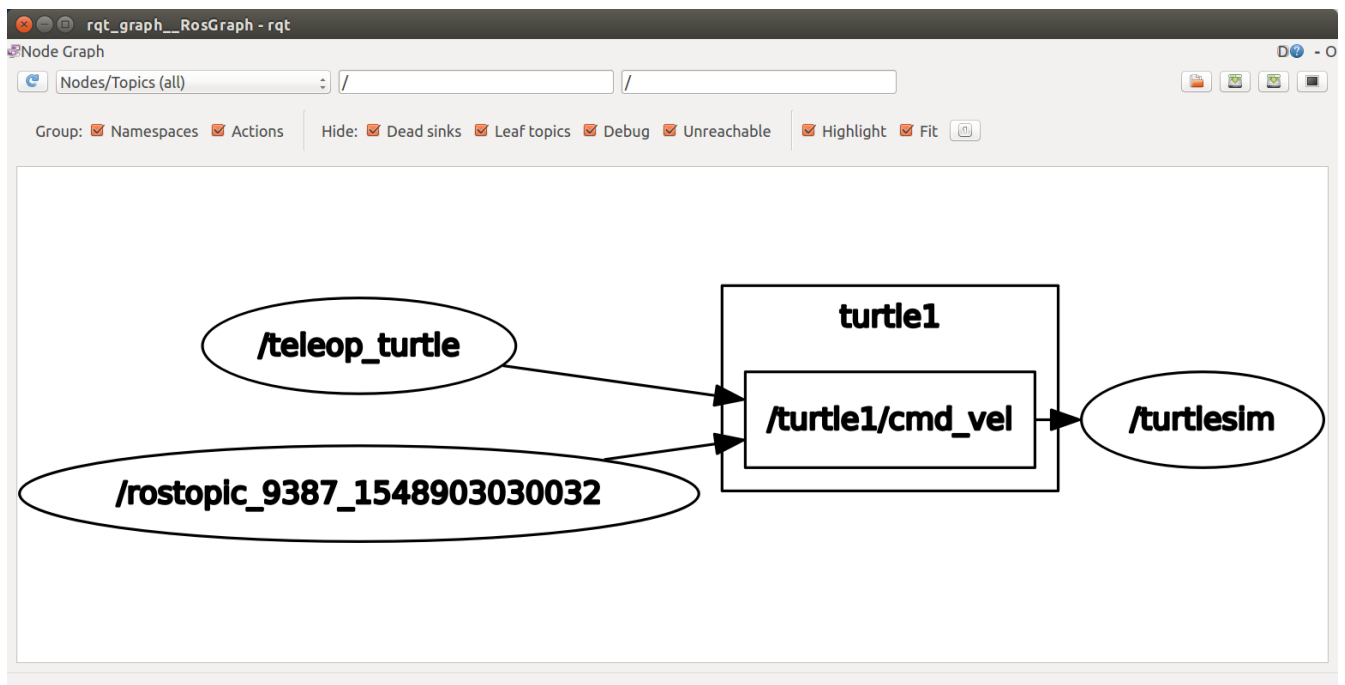 rqt_graph__RosGraph - rqt
Node Graph D - O
Nodes/Topics (all) / /
Group: Namespaces Actions Hide: Dead sinks Leaf topics Debug Unreachable Highlight Fit
turtle1
/teleop_turtle
/turtle1/cmd_vel /turtlesim
/rostopic_9387_1548903030032